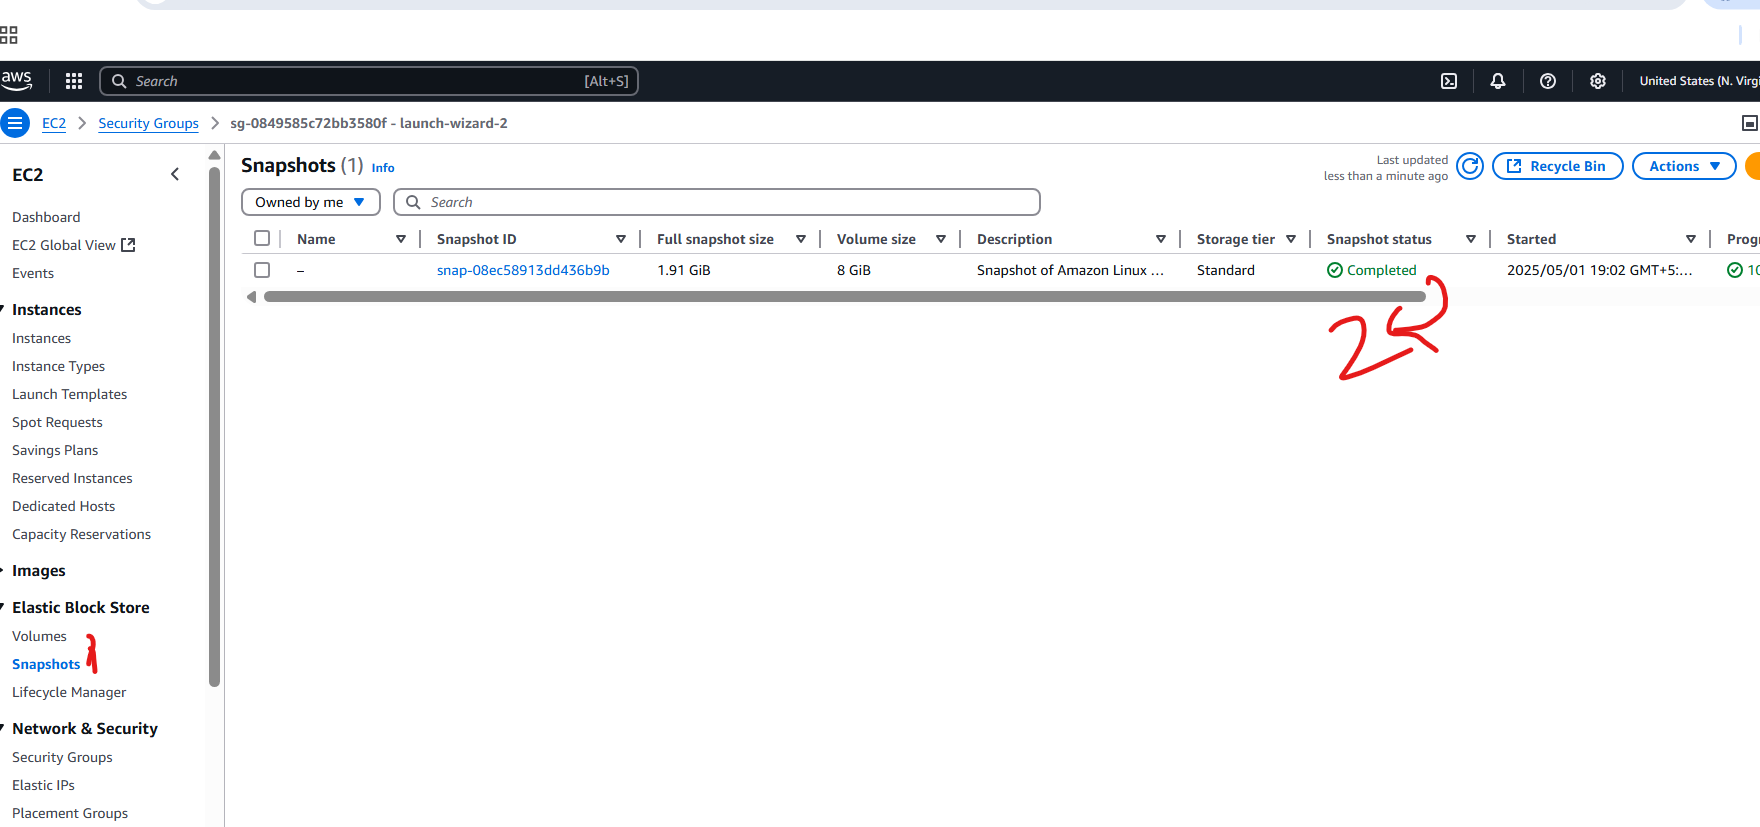 aws
Search [Alt+S]
United States (N. Virgi
EC2 > Security Groups > sg-0849585c72bb3580f - launch-wizard-2
EC2
Dashboard
EC2 Global View
Events
Instances
Instances
Instance Types
Launch Templates
Spot Requests
Savings Plans
Reserved Instances
Dedicated Hosts
Capacity Reservations
Images
Elastic Block Store
Volumes
Snapshots 1
Lifecycle Manager
Network & Security
Security Groups
Elastic IPs
Placement Groups
Snapshots (1) Info
Last updated
less than a minute ago
Recycle Bin
Actions
Owned by me
Search
Name Snapshot ID Full snapshot size Volume size Description Storage tier Snapshot status Started Progr
– snap-08ec58913dd436b9b 1.91 GiB 8 GiB Snapshot of Amazon Linux ... Standard Completed 2025/05/01 19:02 GMT+5:... 10
2